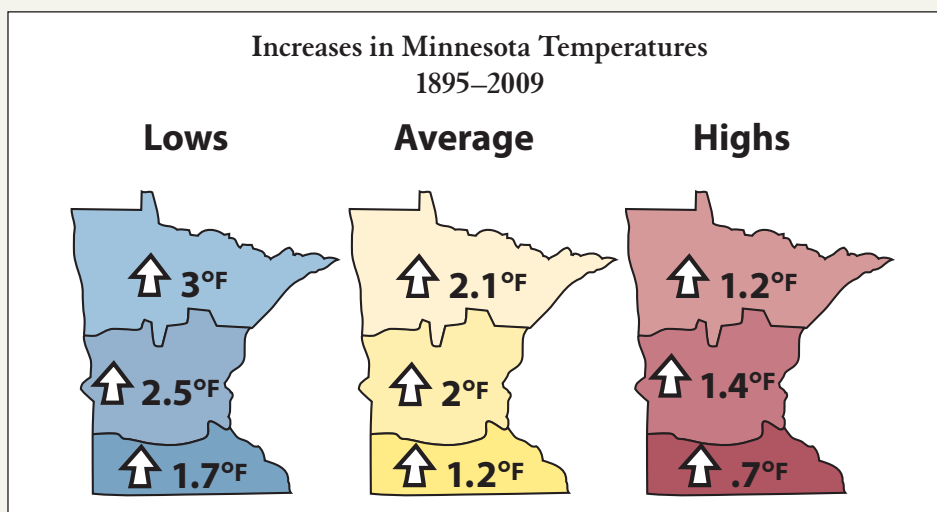 Increases in Minnesota Temperatures
1895–2009
Lows
Average
Highs
3°F
2.1°F
1.2°F
2.5°F
2°F
1.4°F
1.7°F
1.2°F
.7°F